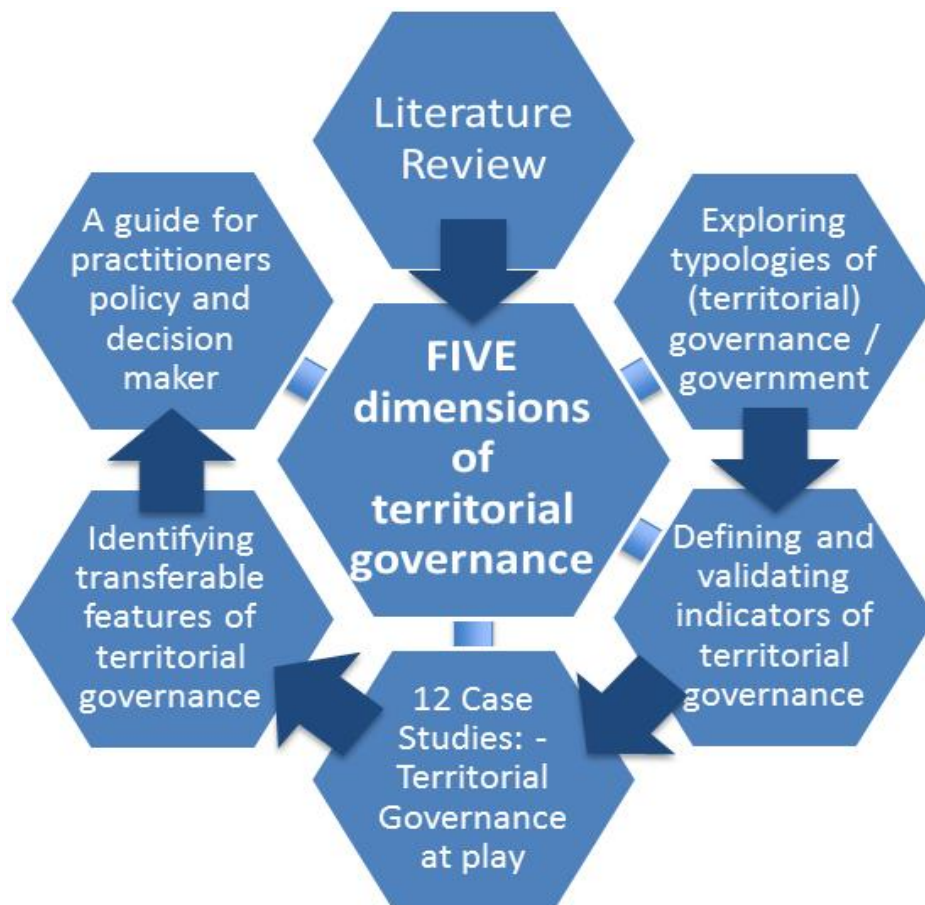 Literature
Review
Exploring
typologies of
(territorial)
governance /
government
Defining and
validating
indicators of
territorial
governance
12 Case
Studies: -
Territorial
Governance
at play
Identifying
transferable
features of
territorial
governance
A guide for
practitioners
policy and
decision
maker
FIVE
dimensions
of
territorial
governance